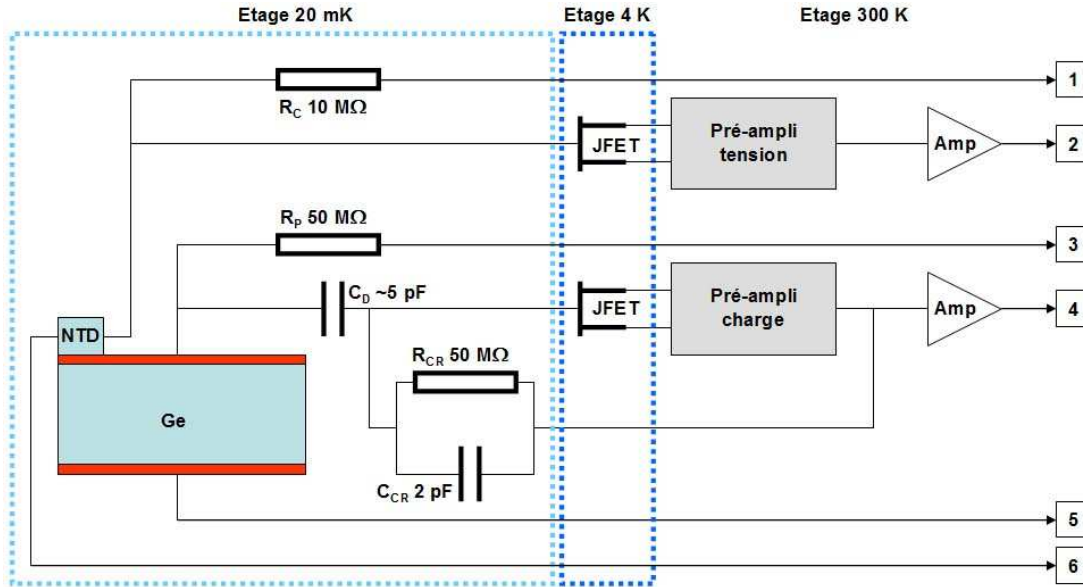 Etage 20 mK
Etage 4 K
Etage 300 K
R_C 10 MΩ
1
JFET
Pré-ampli
tension
Amp
2
R_P 50 MΩ
3
C_D ~5 pF
JFET
Pré-ampli
charge
Amp
4
NTD
R_CR 50 MΩ
Ge
C_CR 2 pF
5
6